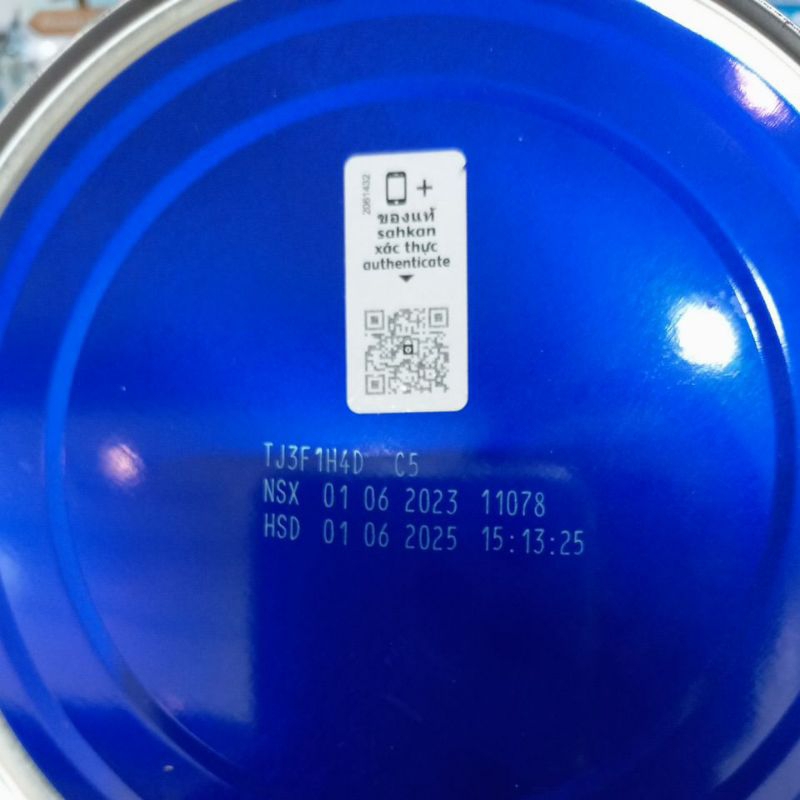 2081432
+
ของแท้
sahkan
xác thực
authenticate
TJ3F1H4D C5
NSX 01 06 2023 11078
HSD 01 06 2025 15:13:25